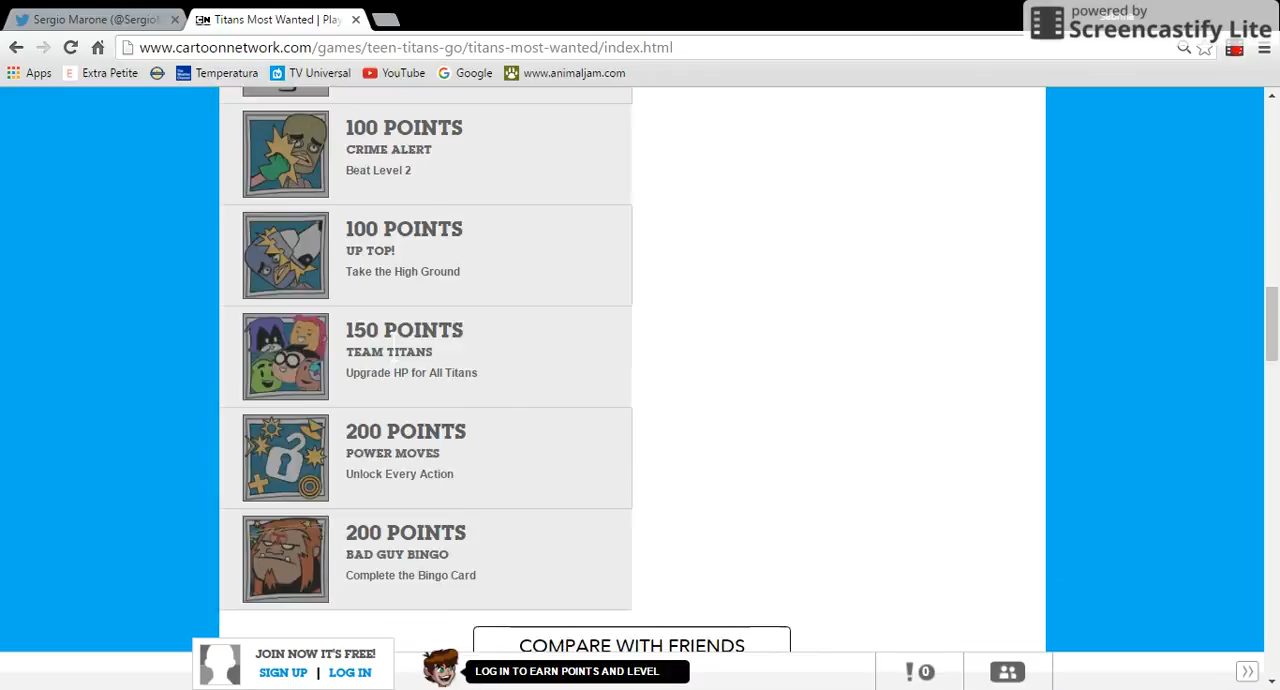 Sergio Marone (@Sergio
CN Titans Most Wanted | Play
powered by
Screencastify Lite
www.cartoonnetwork.com/games/teen-titans-go/titans-most-wanted/index.html
Apps E Extra Petite Temperatura TV Universal YouTube Google www.animaljam.com
100 POINTS
CRIME ALERT
Beat Level 2
100 POINTS
UP TOP!
Take the High Ground
150 POINTS
TEAM TITANS
Upgrade HP for All Titans
200 POINTS
POWER MOVES
Unlock Every Action
200 POINTS
BAD GUY BINGO
Complete the Bingo Card
COMPARE WITH FRIENDS
JOIN NOW IT'S FREE!
SIGN UP | LOG IN
LOG IN TO EARN POINTS AND LEVEL
! 0